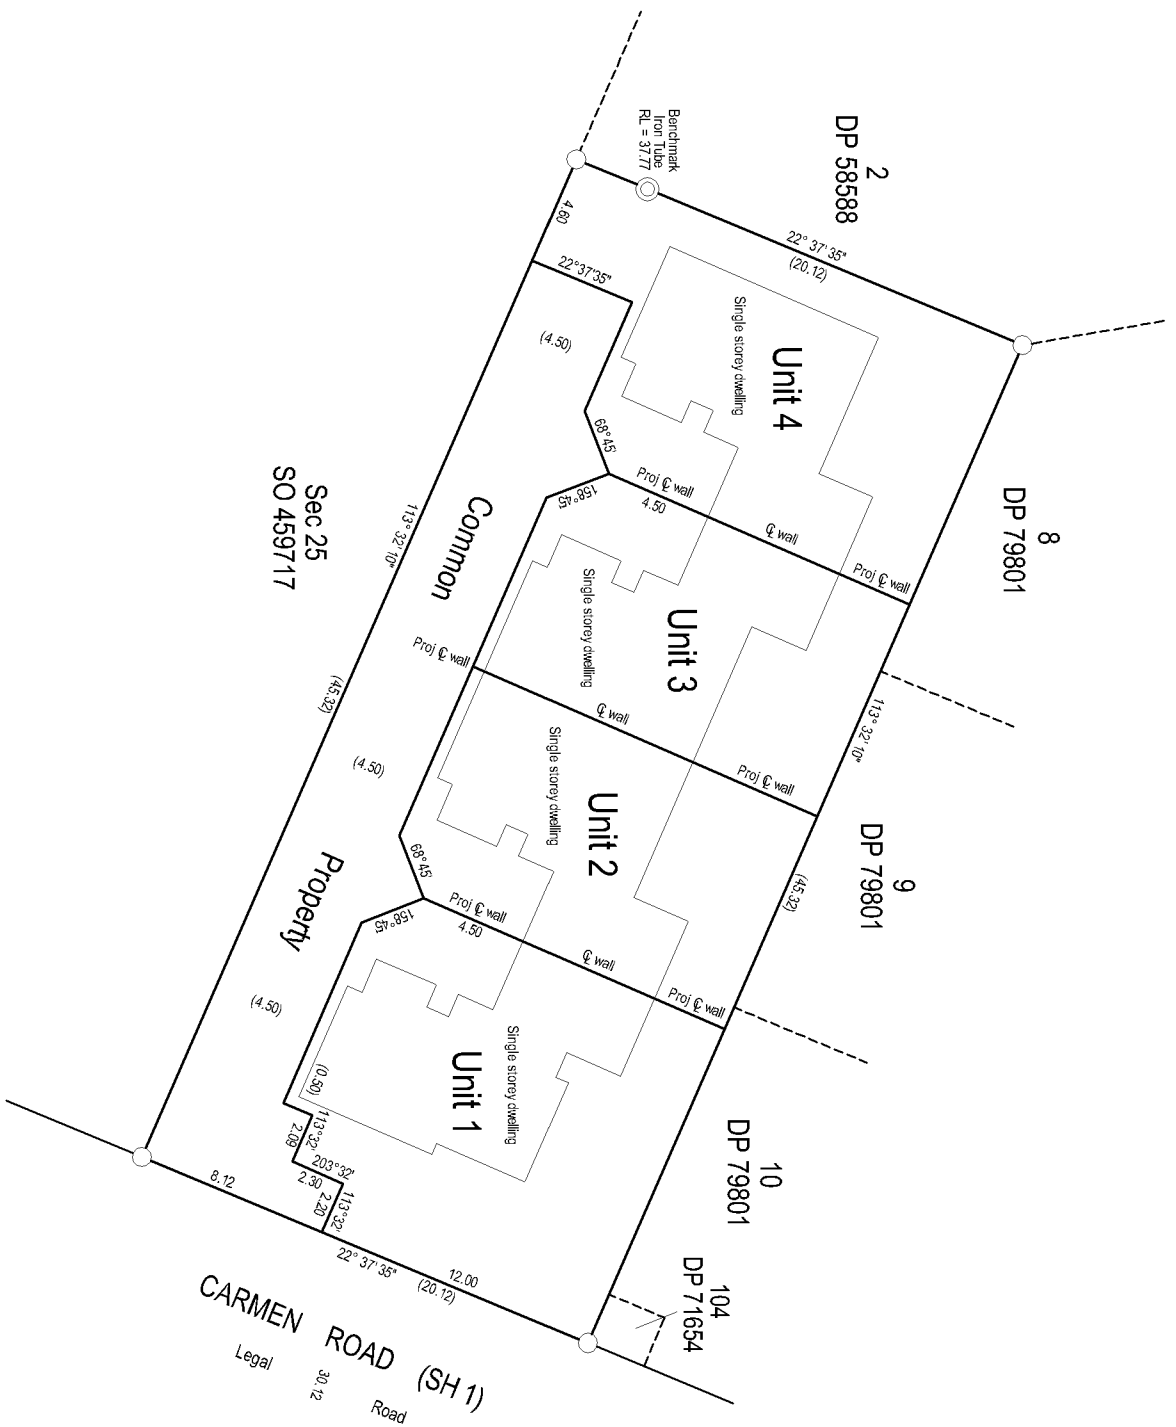 2
DP 58588
Benchmark
Iron Tube
RL = 37.77
22° 37' 35"
(20.12)
4.60
22°37'35"
(4.50)
Unit 4
Single storey dwelling
68°45'
158°45'
Proj ℄ wall
4.50
℄ wall
Proj ℄ wall
8
DP 79801
Sec 25
SO 459717
113° 32' 10"
(45.32)
Common
Unit 3
Single storey dwelling
Proj ℄ wall
℄ wall
Proj ℄ wall
113° 32' 10"
(45.32)
9
DP 79801
(4.50)
Unit 2
Single storey dwelling
68°45'
158°45'
Proj ℄ wall
4.50
℄ wall
Proj ℄ wall
Property
(4.50)
Unit 1
Single storey dwelling
(0.50)
113°32'
2.09
203°32'
2.30
113°32'
2.20
10
DP 79801
104
DP 71654
8.12
22° 37' 35"
(20.12)
12.00
CARMEN ROAD (SH 1)
Legal 30.12 Road